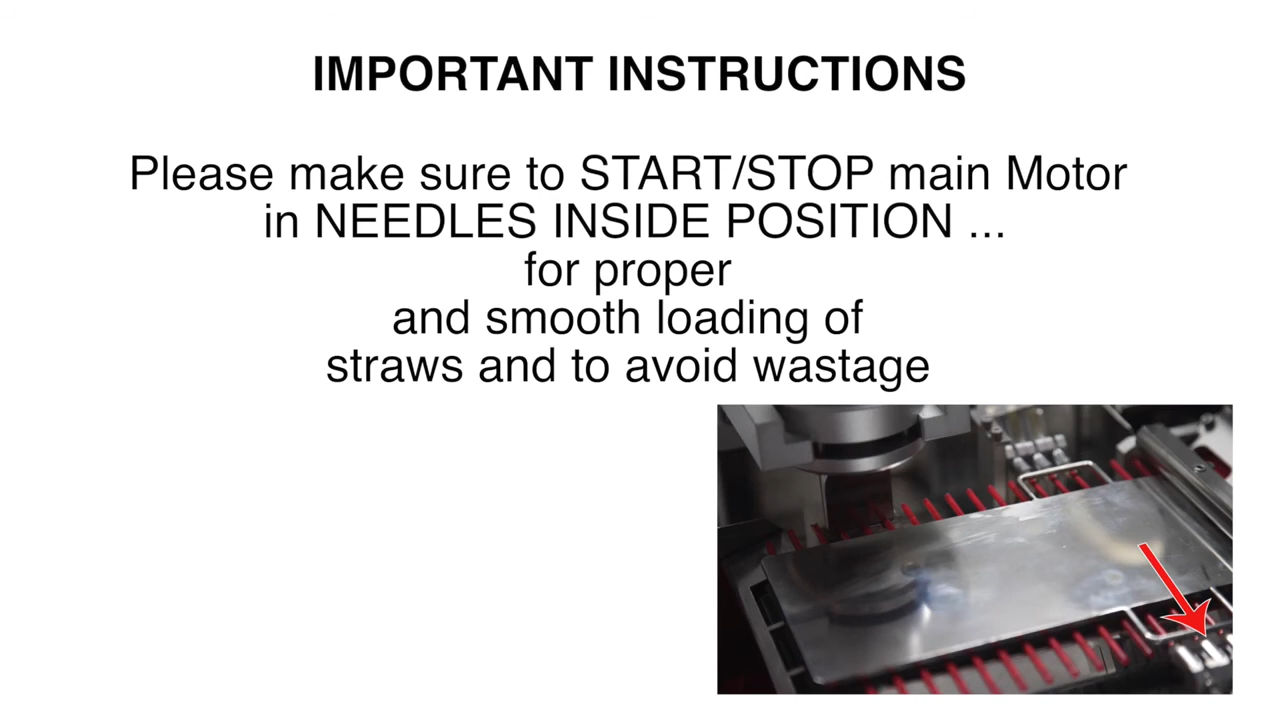 IMPORTANT INSTRUCTIONS
Please make sure to START/STOP main Motor
in NEEDLES INSIDE POSITION ...
for proper
and smooth loading of
straws and to avoid wastage